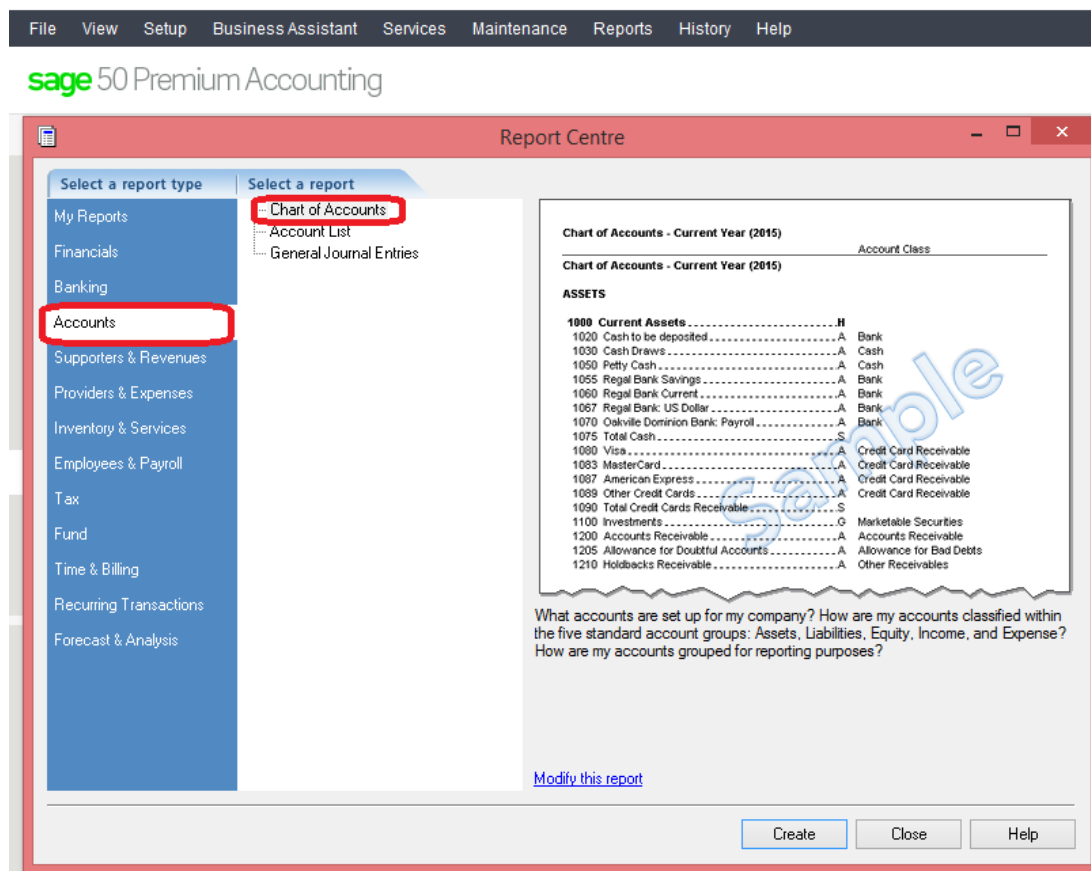 File View Setup Business Assistant Services Maintenance Reports History Help
sage 50 Premium Accounting
Report Centre
Select a report type
My Reports
Financials
Banking
Accounts
Supporters & Revenues
Providers & Expenses
Inventory & Services
Employees & Payroll
Tax
Fund
Time & Billing
Recurring Transactions
Forecast & Analysis
Select a report
Chart of Accounts
Account List
General Journal Entries
Chart of Accounts - Current Year (2015)
Account Class
Chart of Accounts - Current Year (2015)
ASSETS
1000 Current Assets H
1020 Cash to be deposited A Bank
1030 Cash Draws A Cash
1050 Petty Cash A Cash
1055 Regal Bank Savings A Bank
1060 Regal Bank Current A Bank
1067 Regal Bank: US Dollar A Bank
1070 Oakville Dominion Bank: Payroll A Bank
1075 Total Cash S
1080 Visa A Credit Card Receivable
1083 MasterCard A Credit Card Receivable
1087 American Express A Credit Card Receivable
1089 Other Credit Cards A Credit Card Receivable
1090 Total Credit Cards Receivable S
1100 Investments G Marketable Securities
1200 Accounts Receivable A Accounts Receivable
1205 Allowance for Doubtful Accounts A Allowance for Bad Debts
1210 Holdbacks Receivable A Other Receivables
Sample
What accounts are set up for my company? How are my accounts classified within
the five standard account groups: Assets, Liabilities, Equity, Income, and Expense?
How are my accounts grouped for reporting purposes?
Modify this report
Create Close Help